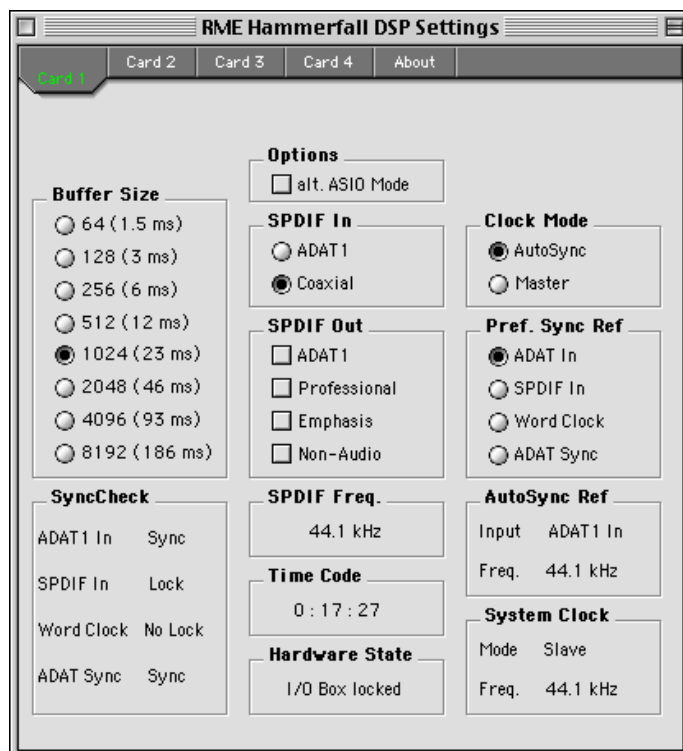 RME Hammerfall DSP Settings
Card 1 Card 2 Card 3 Card 4 About
Options
alt. ASIO Mode
Buffer Size
64 (1.5 ms)
128 (3 ms)
256 (6 ms)
512 (12 ms)
1024 (23 ms)
2048 (46 ms)
4096 (93 ms)
8192 (186 ms)
SPDIF In
ADAT1
Coaxial
Clock Mode
AutoSync
Master
SPDIF Out
ADAT1
Professional
Emphasis
Non-Audio
Pref. Sync Ref
ADAT In
SPDIF In
Word Clock
ADAT Sync
SyncCheck
ADAT1 In Sync
SPDIF In Lock
Word Clock No Lock
ADAT Sync Sync
SPDIF Freq.
44.1 kHz
Time Code
0 : 17 : 27
Hardware State
I/O Box locked
AutoSync Ref
Input ADAT1 In
Freq. 44.1 kHz
System Clock
Mode Slave
Freq. 44.1 kHz